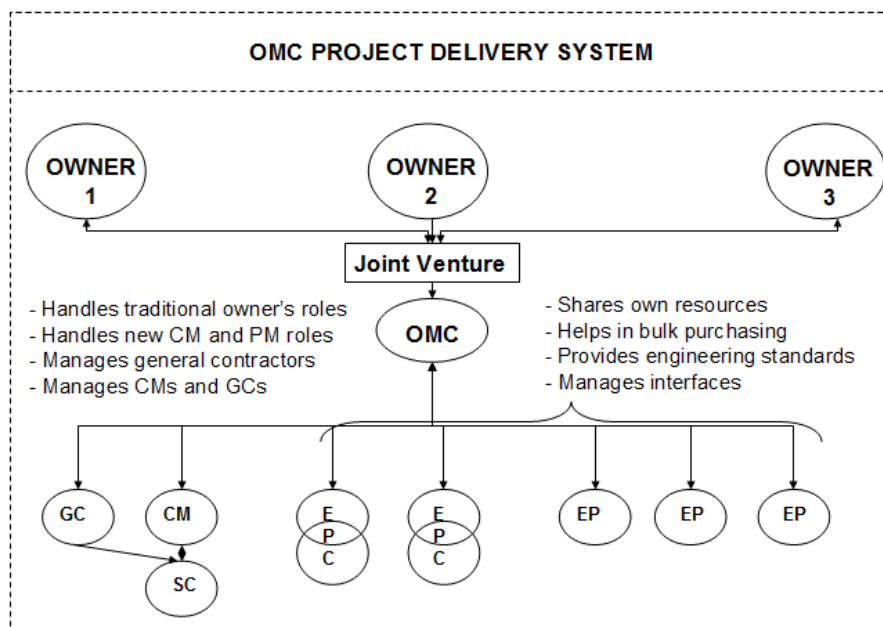 OMC PROJECT DELIVERY SYSTEM
OWNER
1
OWNER
2
OWNER
3
Joint Venture
- Handles traditional owner's roles
- Handles new CM and PM roles
- Manages general contractors
- Manages CMs and GCs
OMC
- Shares own resources
- Helps in bulk purchasing
- Provides engineering standards
- Manages interfaces
GC
CM
SC
E
P
C
E
P
C
EP
EP
EP